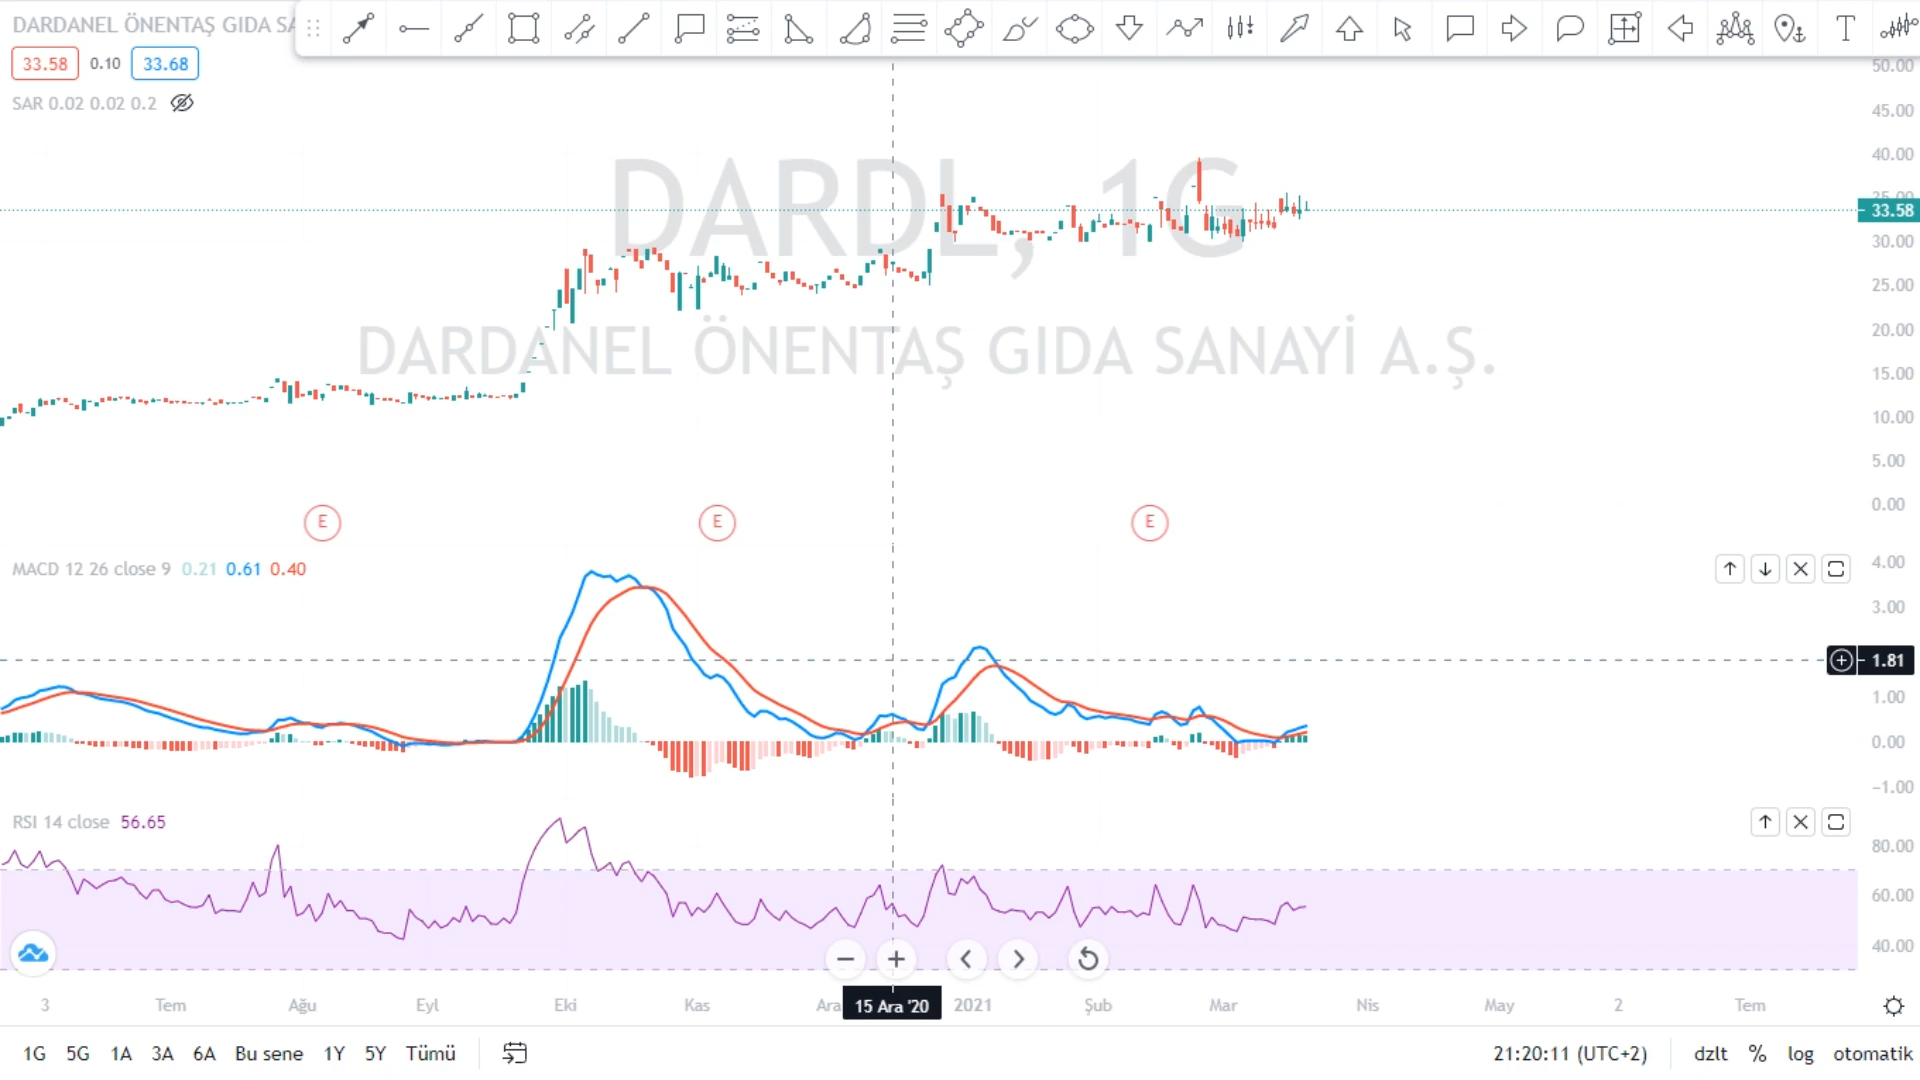 DARDANEL ÖNENTAŞ GIDA SA
33.58 0.10 33.68
SAR 0.02 0.02 0.2
T
50.00
45.00
40.00
35.00
33.58
30.00
25.00
20.00
15.00
10.00
5.00
0.00
DARDL, 1G
DARDANEL ÖNENTAŞ GIDA SANAYİ A.Ş.
E E E
MACD 12 26 close 9 0.21 0.61 0.40
4.00
3.00
1.81
1.00
0.00
−1.00
RSI 14 close 56.65
80.00
60.00
40.00
3 Tem Ağu Eyl Eki Kas Ara 15 Ara '20 2021 Şub Mar Nis May 2 Tem
1G 5G 1A 3A 6A Bu sene 1Y 5Y Tümü 21:20:11 (UTC+2) dzlt % log otomatik